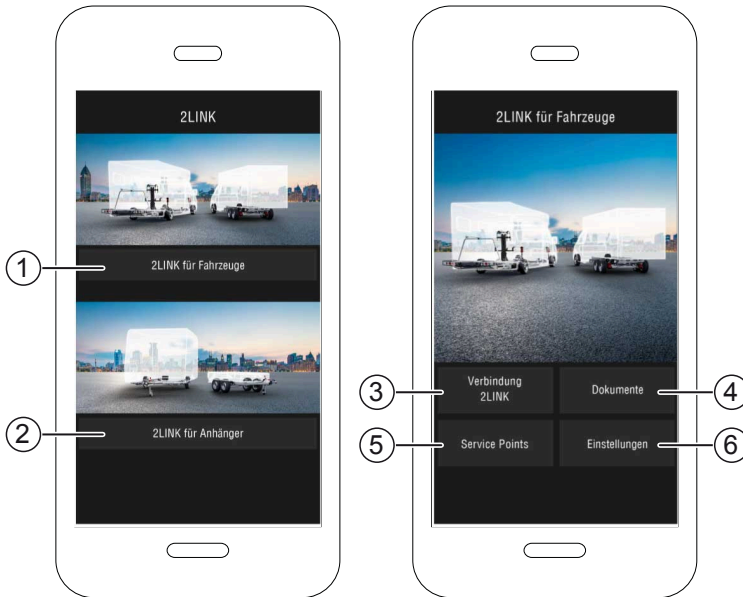 2LINK
1
2LINK für Fahrzeuge
2
2LINK für Anhänger
2LINK für Fahrzeuge
3
Verbindung
2LINK
Dokumente
4
5
Service Points
Einstellungen
6